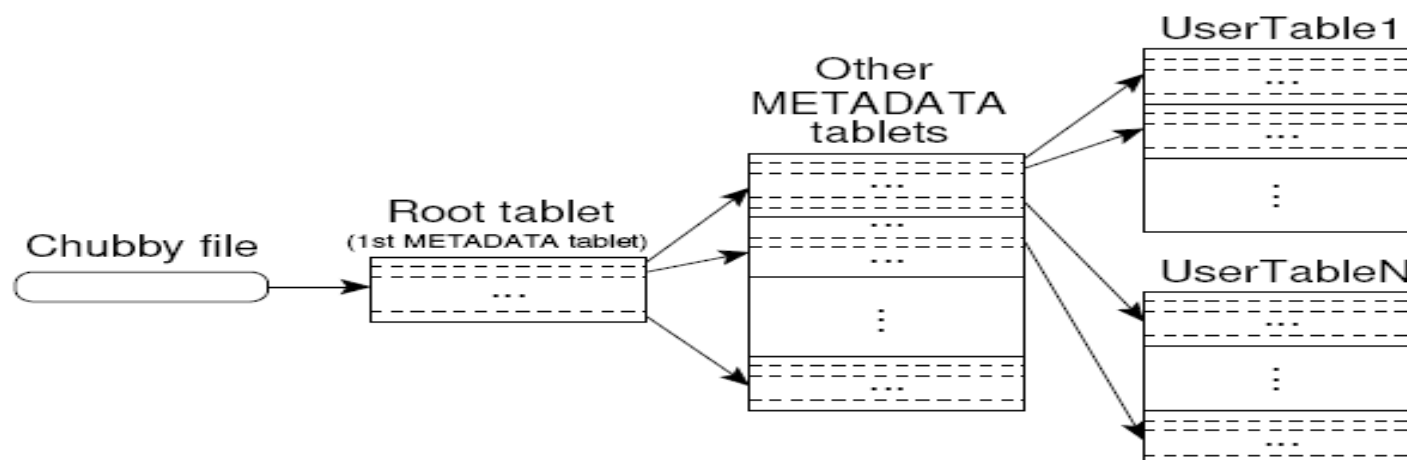 Chubby file
Root tablet
(1st METADATA tablet)
...
Other
METADATA
tablets
...
...
...
...
...
UserTable1
...
...
...
UserTableN
...
...
...